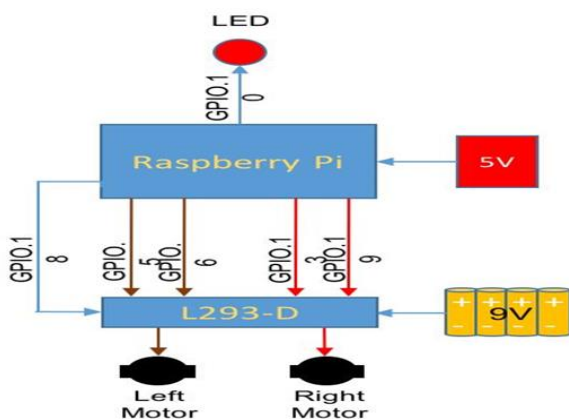 LED
GPIO.1
0
Raspberry Pi
5V
GPIO.1
8
GPIO.
5
GPIO.
6
GPIO.1
3
GPIO.1
9
L293-D
+ + + +
- - - -
9V
Left
Motor
Right
Motor